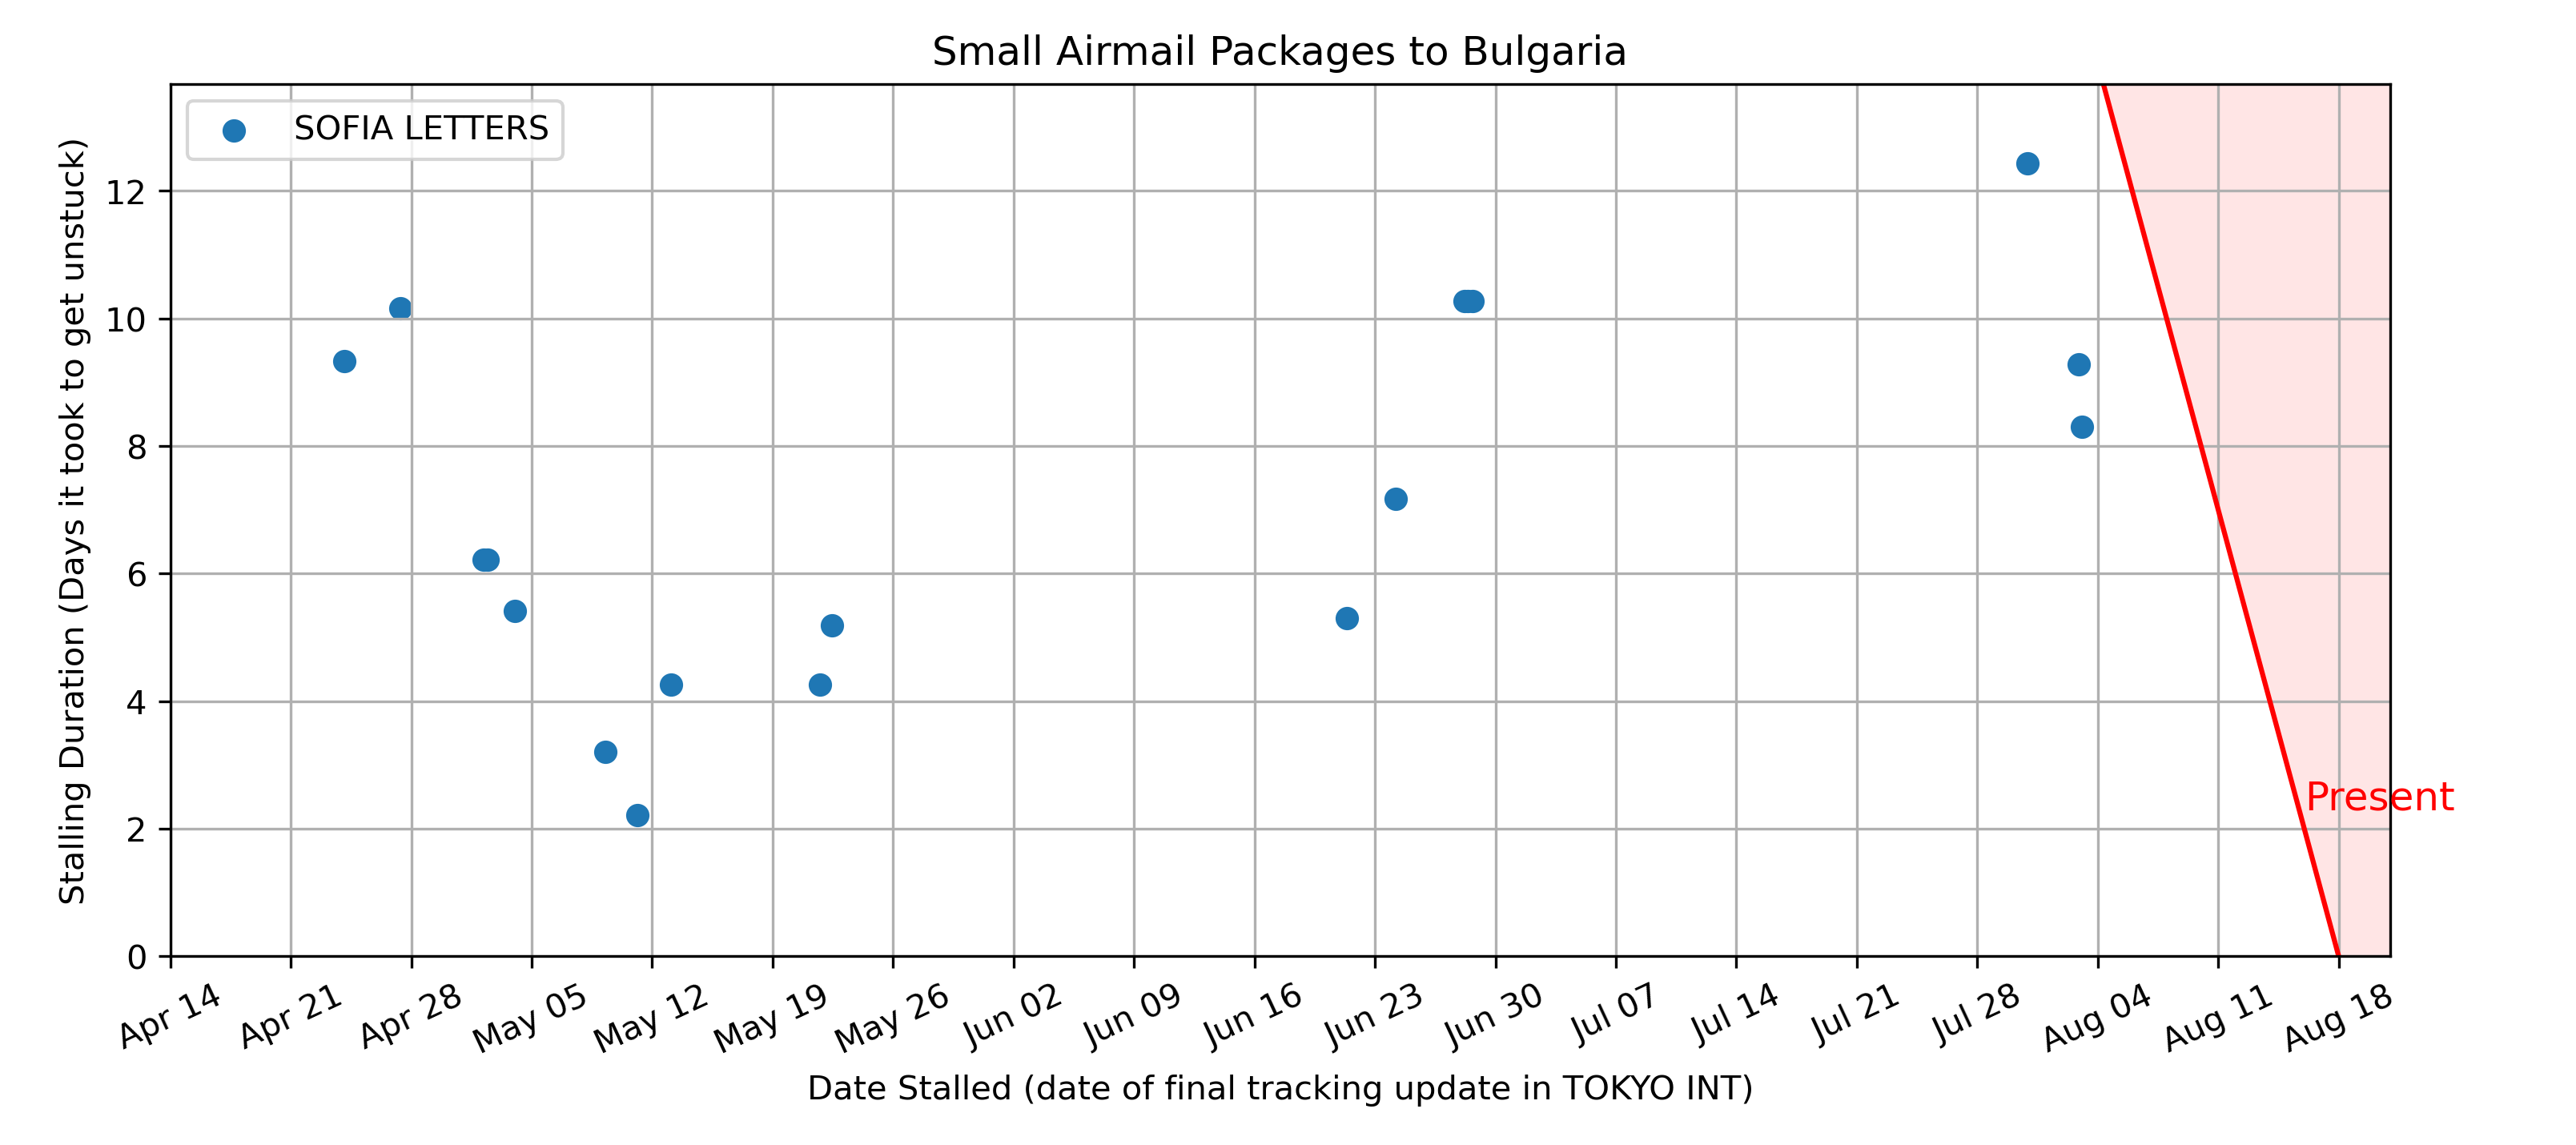 Small Airmail Packages to Bulgaria
SOFIA LETTERS
Stalling Duration (Days it took to get unstuck)
12
10
8
6
4
2
0
Present
Apr 14
Apr 21
Apr 28
May 05
May 12
May 19
May 26
Jun 02
Jun 09
Jun 16
Jun 23
Jun 30
Jul 07
Jul 14
Jul 21
Jul 28
Aug 04
Aug 11
Aug 18
Date Stalled (date of final tracking update in TOKYO INT)